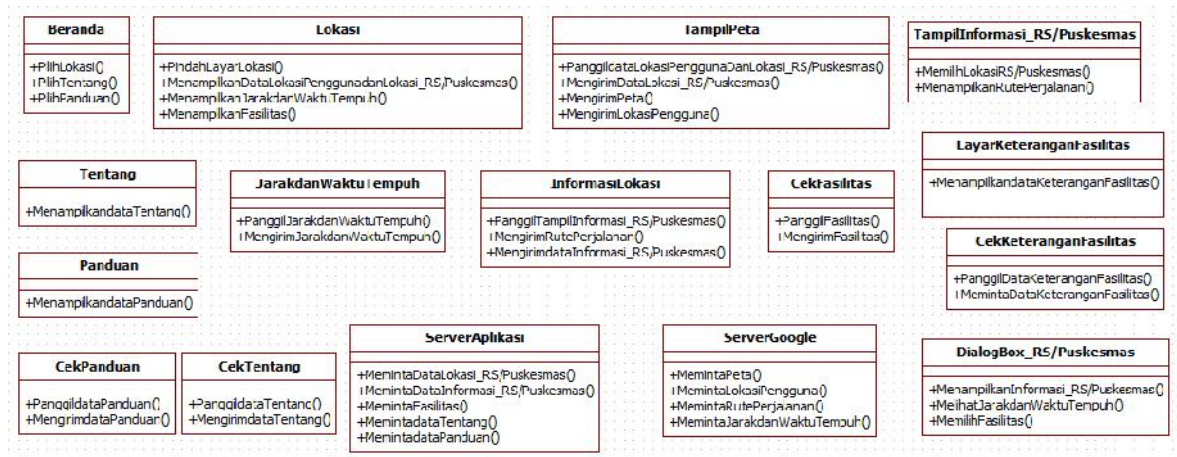 Beranda
+PilihLokasi()
+PilihTentang()
+PilihPanduan()
Lokasi
+PindahLayarLokasi()
+MenampilkanDataLokasiPenggunadanLokasi_RS/Puskesmas()
+MenampilkanJarakdanWaktuTempuh()
+MenampilkanFasilitas()
TampilPeta
+PanggildataLokasiPenggunaDanLokasi_RS/Puskesmas()
+MengirimDataLokasi_RS/Puskesmas()
+MengirimPeta()
+MengirimLokasiPengguna()
TampilInformasi_RS/Puskesmas
+MemilihLokasiRS/Puskesmas()
+MenampilkanRutePerjalanan()
Tentang
+MenampilkandataTentang()
JarakdanWaktuTempuh
+PanggilJarakdanWaktuTempuh()
+MengirimJarakdanWaktuTempuh()
InformasiLokasi
+PanggilTampilInformasi_RS/Puskesmas()
+MengirimRutePerjalanan()
+MengirimdataInformasi_RS/Puskesmas()
CekFasilitas
+PanggilFasilitas()
+MengirimFasilitas()
LayarKeteranganFasilitas
+MenampilkandataKeteranganFasilitas()
Panduan
+MenampilkandataPanduan()
CekKeteranganFasilitas
+PanggilDataKeteranganFasilitas()
+MemintaDataKeteranganFasilitas()
CekPanduan
+PanggildataPanduan()
+MengirimdataPanduan()
CekTentang
+PanggildataTentang()
+MengirimdataTentang()
ServerAplikasi
+MemintaDataLokasi_RS/Puskesmas()
+MemintaDataInformasi_RS/Puskesmas()
+MemintaFasilitas()
+MemintadataTentang()
+MemintadataPanduan()
ServerGoogle
+MemintaPeta()
+MemintaLokasiPengguna()
+MemintaRutePerjalanan()
+MemintaJarakdanWaktuTempuh()
DialogBox_RS/Puskesmas
+MenampilkanInformasi_RS/Puskesmas()
+MelihatJarakdanWaktuTempuh()
+MemilihFasilitas()